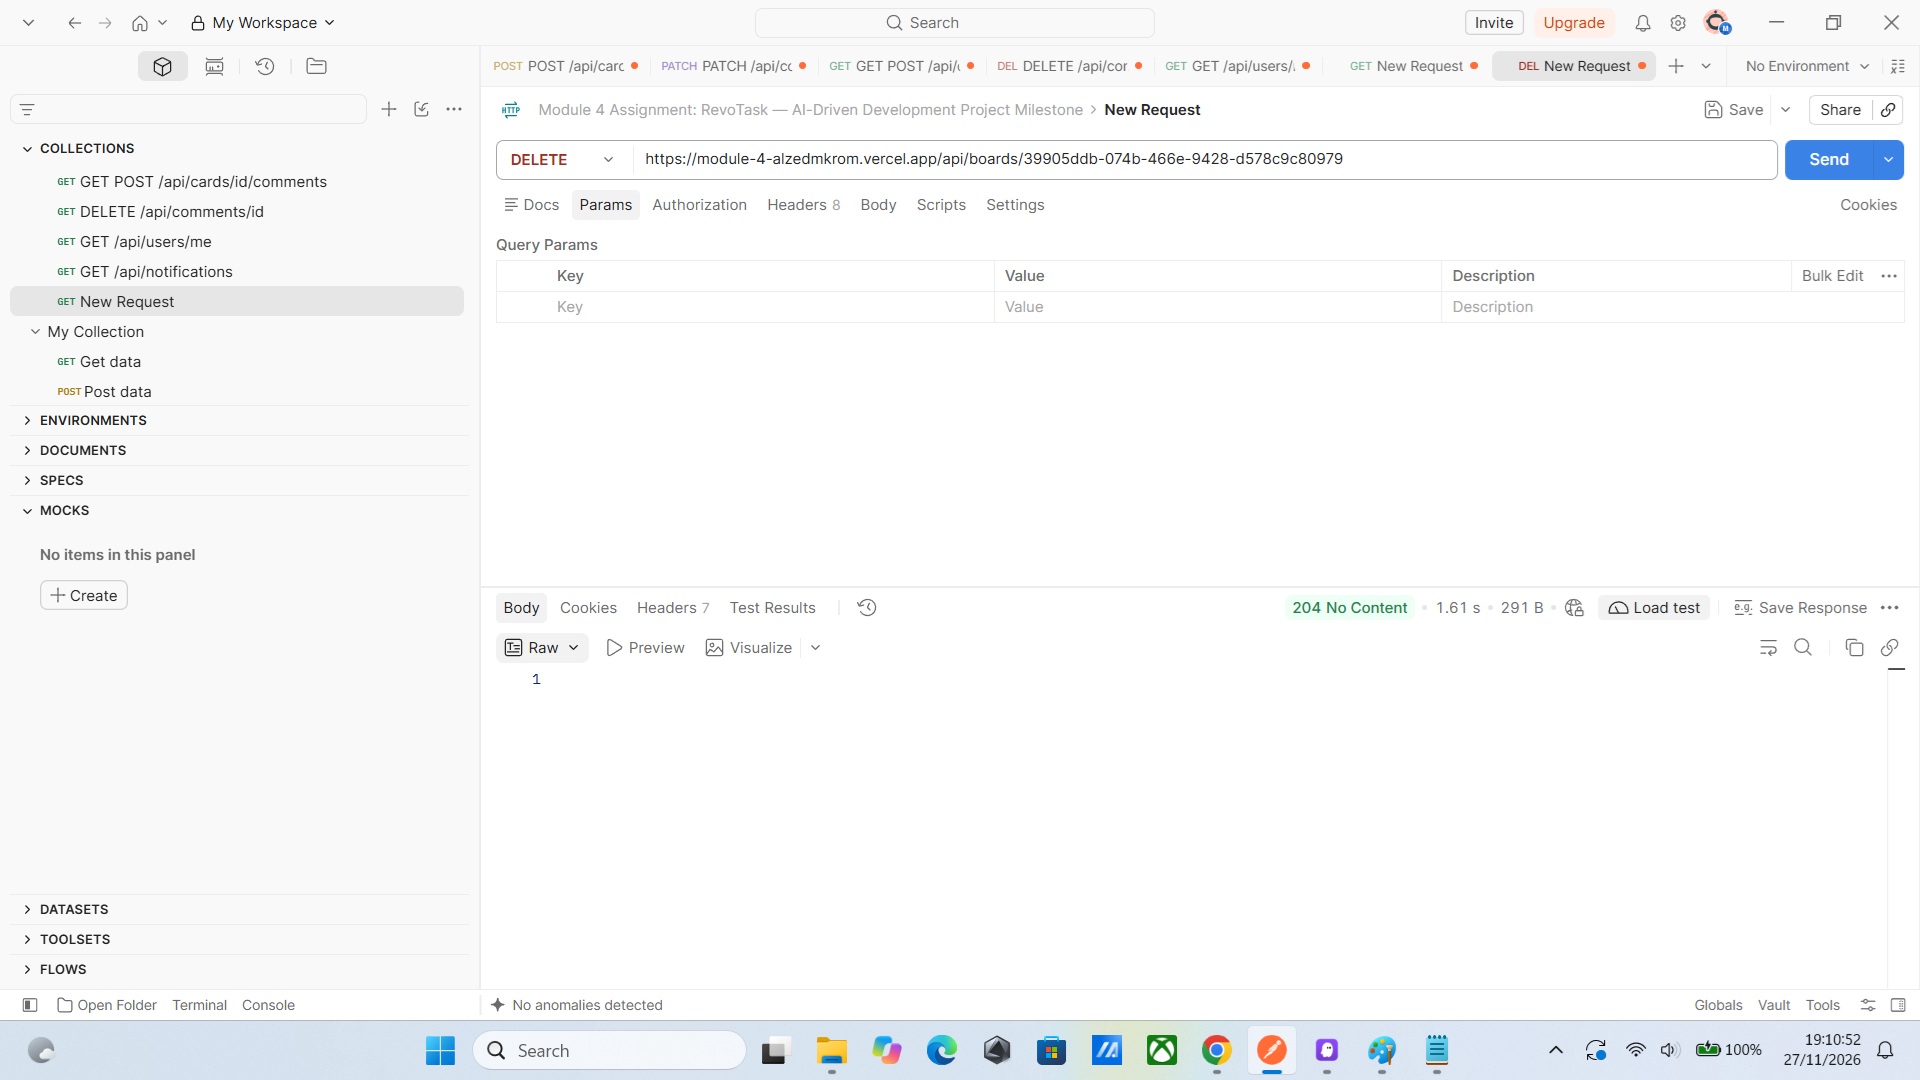 My Workspace
Search
Invite
Upgrade
POST POST /api/carc
PATCH PATCH /api/cc
GET GET POST /api/c
DEL DELETE /api/cor
GET GET /api/users/
GET New Request
DEL New Request
No Environment
HTTP Module 4 Assignment: RevoTask — AI-Driven Development Project Milestone > New Request
Save
Share
DELETE
https://module-4-alzedmkrom.vercel.app/api/boards/39905ddb-074b-466e-9428-d578c9c80979
Send
Docs Params Authorization Headers 8 Body Scripts Settings
Cookies
Query Params
Key Value Description Bulk Edit
Key Value Description
COLLECTIONS
GET GET POST /api/cards/id/comments
GET DELETE /api/comments/id
GET GET /api/users/me
GET GET /api/notifications
GET New Request
My Collection
GET Get data
POST Post data
ENVIRONMENTS
DOCUMENTS
SPECS
MOCKS
No items in this panel
Create
DATASETS
TOOLSETS
FLOWS
Body Cookies Headers 7 Test Results
204 No Content • 1.61 s • 291 B
Load test
e.g. Save Response
Raw Preview Visualize
1
Open Folder Terminal Console
No anomalies detected
Globals Vault Tools
Search
100%
19:10:52
27/11/2026